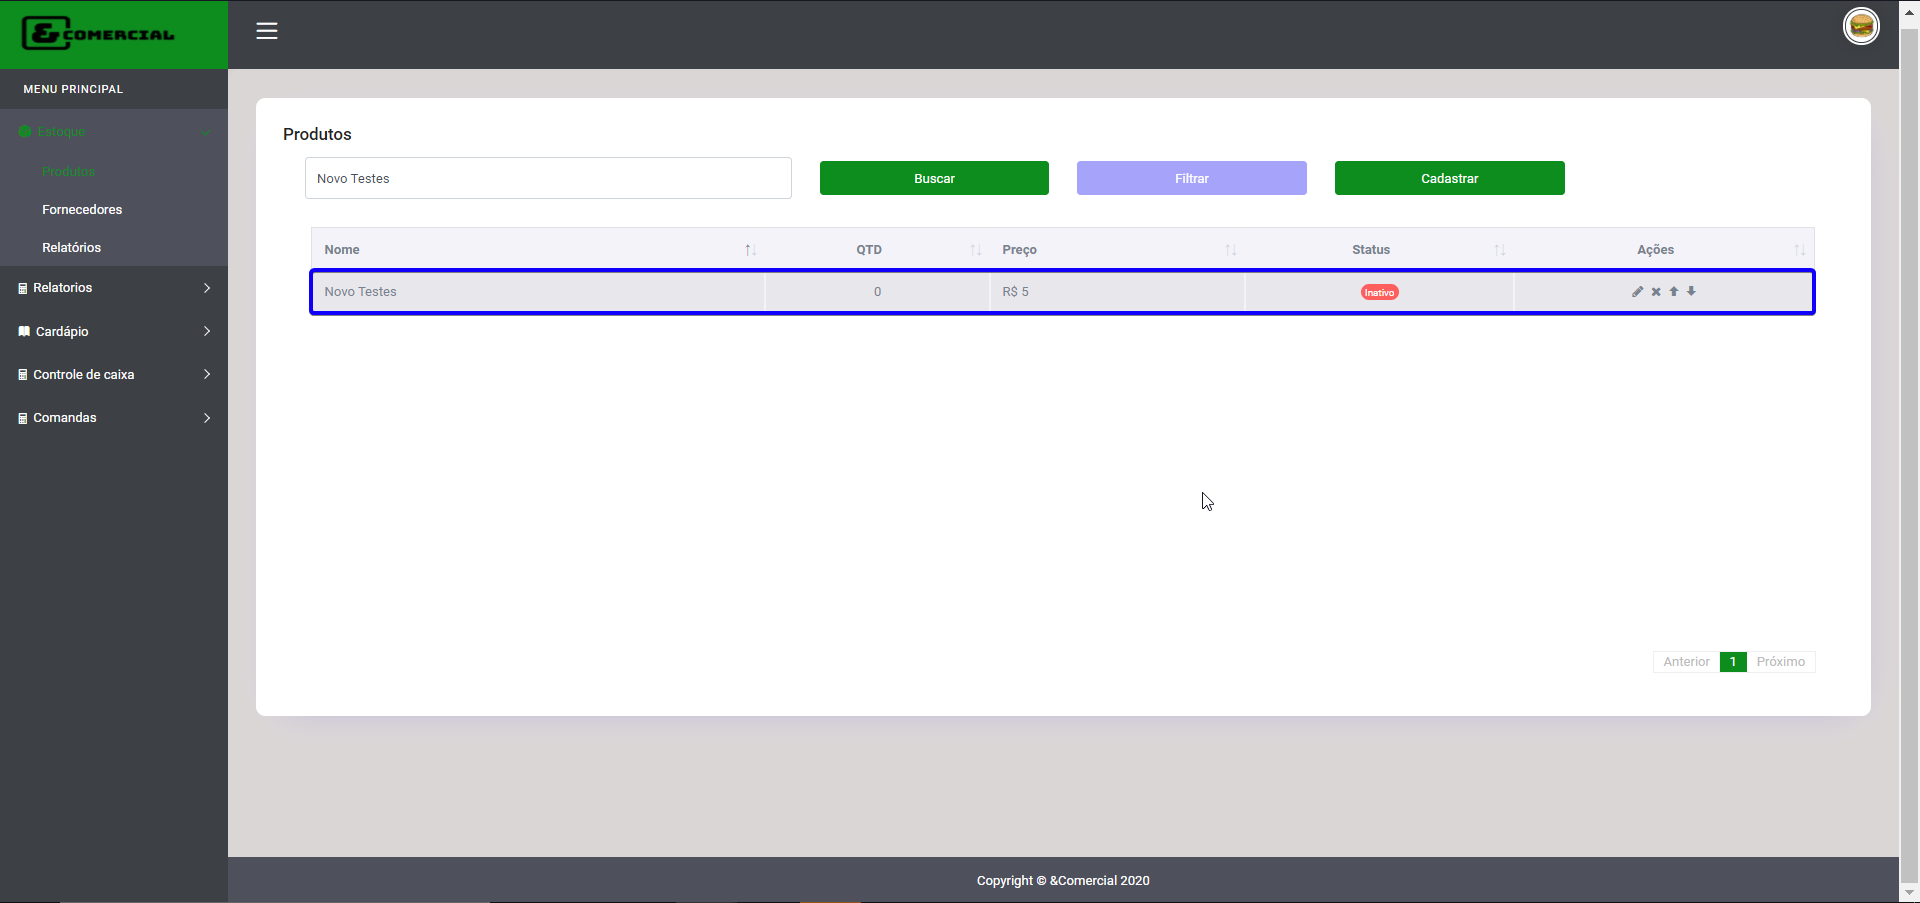 &COMERCIAL
MENU PRINCIPAL
Estoque
Produtos
Fornecedores
Relatórios
Relatorios
Cardápio
Controle de caixa
Comandas
Produtos
Novo Testes
Buscar
Filtrar
Cadastrar
Nome QTD Preço Status Ações
Novo Testes 0 R$ 5 Inativo
Anterior 1 Próximo
Copyright © &Comercial 2020